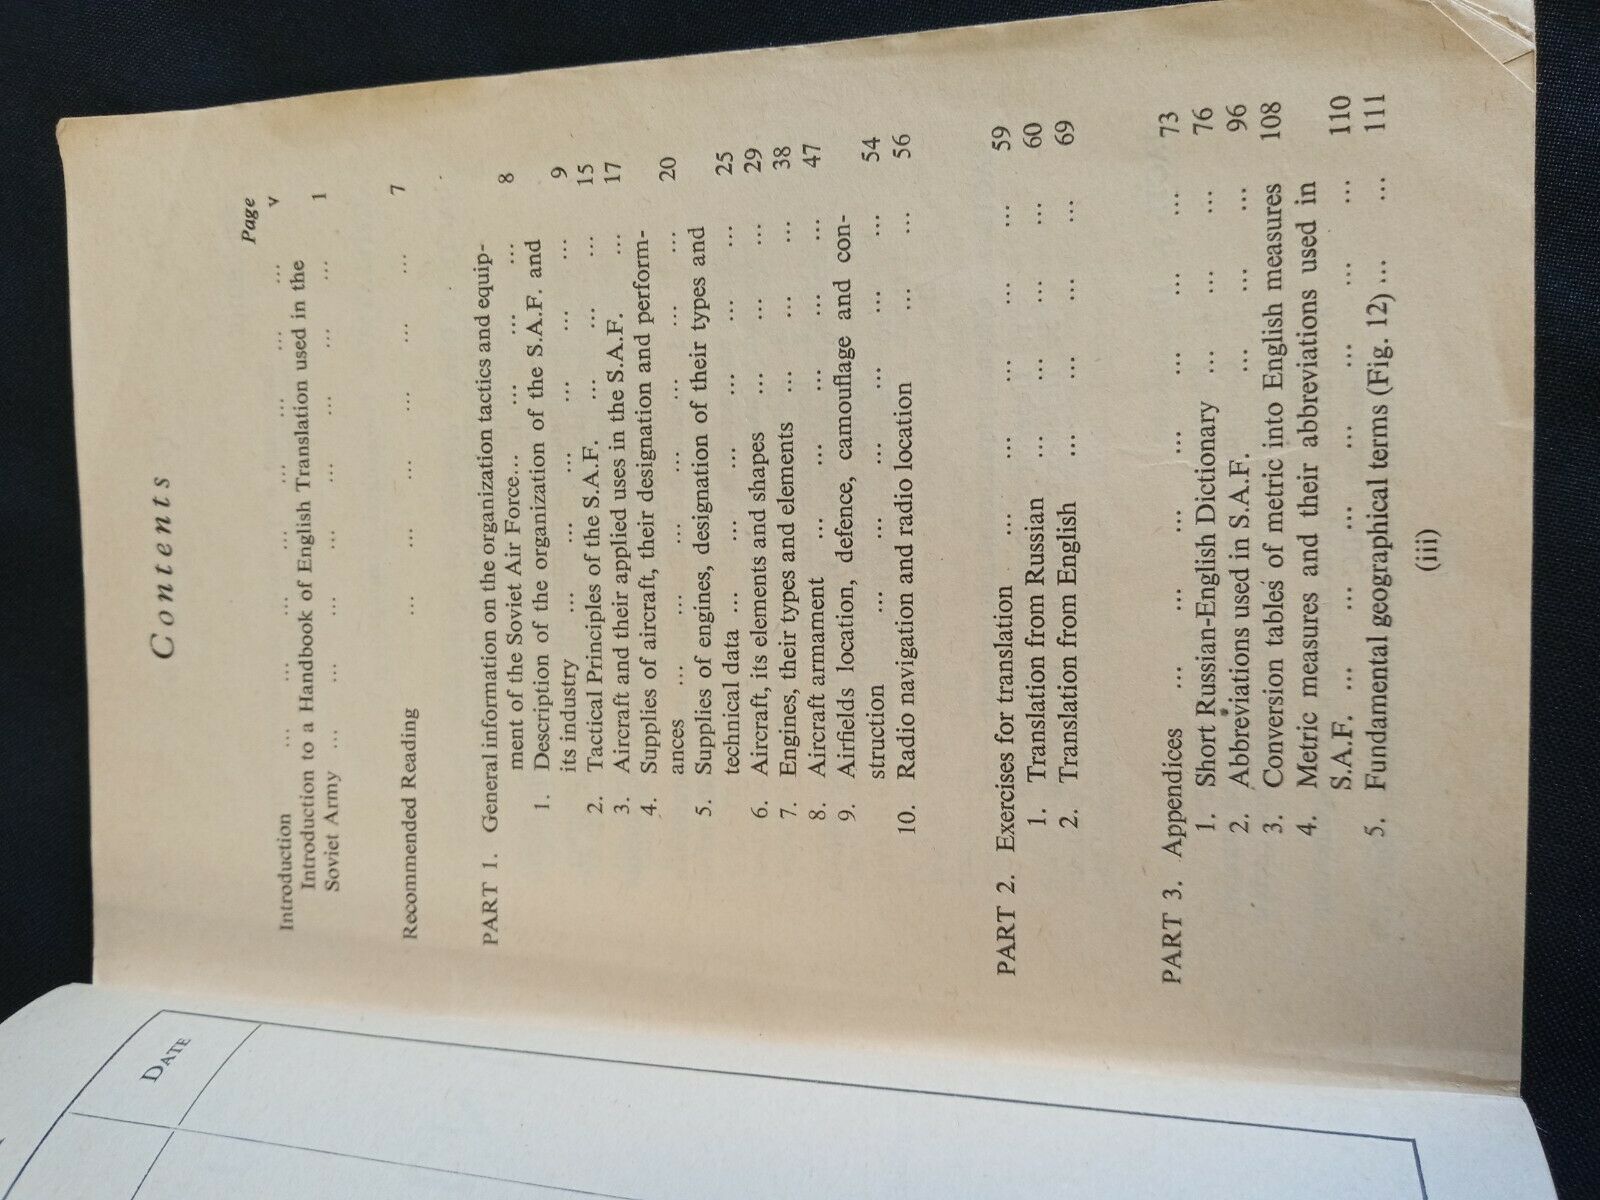 Contents
Page
Introduction ... ... ... ... ... ... ... v
Introduction to a Handbook of English Translation used in the
Soviet Army ... ... ... ... ... ... ... 1
Recommended Reading ... ... ... ... ... ... 7
PART 1. General information on the organization tactics and equip-
ment of the Soviet Air Force... ... ... ... 8
1. Description of the organization of the S.A.F. and
its industry ... ... ... ... ... ... 9
2. Tactical Principles of the S.A.F. ... ... ... 15
3. Aircraft and their applied uses in the S.A.F. ... 17
4. Supplies of aircraft, their designation and perform-
ances ... ... ... ... ... ... ... 20
5. Supplies of engines, designation of their types and
technical data ... ... ... ... ... ... 25
6. Aircraft, its elements and shapes ... ... ... 29
7. Engines, their types and elements ... ... ... 38
8. Aircraft armament ... ... ... ... ... 47
9. Airfields location, defence, camouflage and con-
struction ... ... ... ... ... ... 54
10. Radio navigation and radio location ... ... 56
PART 2. Exercises for translation ... ... ... ... ... 59
1. Translation from Russian ... ... ... ... 60
2. Translation from English ... ... ... ... 69
PART 3. Appendices ... ... ... ... ... ... ... 73
1. Short Russian-English Dictionary ... ... ... 76
2. Abbreviations used in S.A.F. ... ... ... 96
3. Conversion tables of metric into English measures 108
4. Metric measures and their abbreviations used in
S.A.F. ... ... ... ... ... ... ... 110
5. Fundamental geographical terms (Fig. 12) ... ... 111
(iii)
DATE